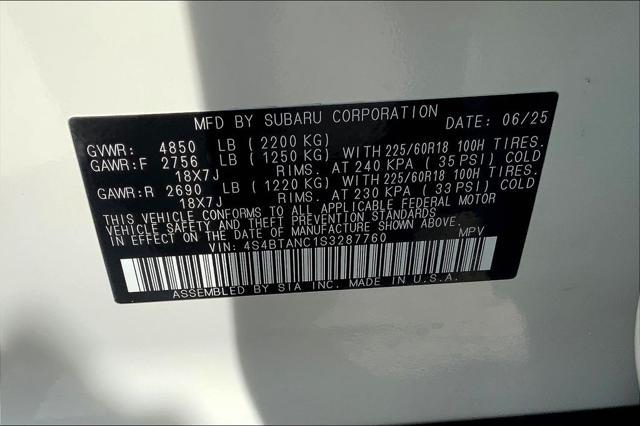 MFD BY SUBARU CORPORATION DATE: 06/25
GVWR: 4850 LB (2200 KG)
GAWR:F 2756 LB (1250 KG) WITH 225/60R18 100H TIRES.
18X7J RIMS. AT 240 KPA (35 PSI) COLD
GAWR:R 2690 LB (1220 KG) WITH 225/60R18 100H TIRES.
18X7J RIMS. AT 230 KPA (33 PSI) COLD
THIS VEHICLE CONFORMS TO ALL APPLICABLE FEDERAL MOTOR
VEHICLE SAFETY AND THEFT PREVENTION STANDARDS
IN EFFECT ON THE DATE OF MANUFACTURE SHOWN ABOVE.
VIN: 4S4BTANC1S3287760 MPV
ASSEMBLED BY SIA INC. MADE IN U.S.A.